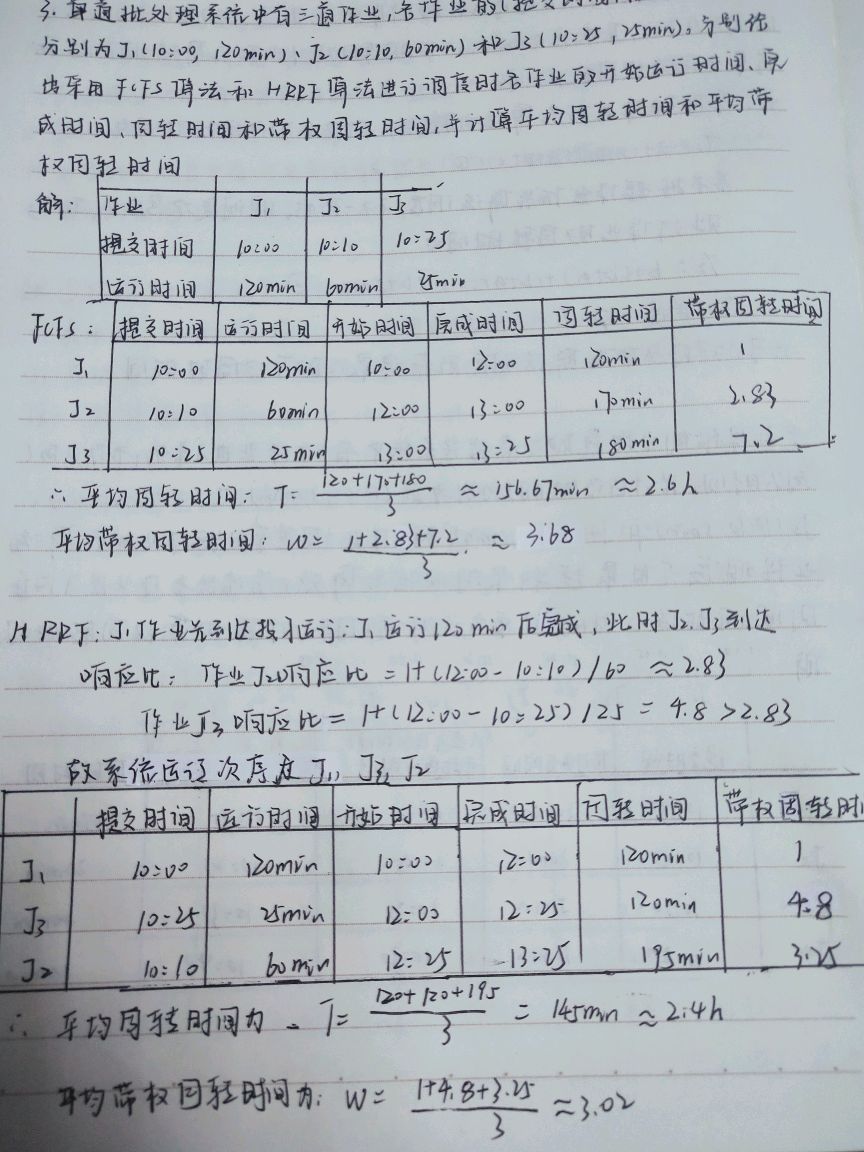 3. 单道批处理系统中有三道作业,各作业的(提交时
分别为J₁(10:00, 120min)、J₂(10:10, 60min)和J₃(10:25, 25min)。分别给
出采用FCFS算法和HRRF算法进行调度时各作业的开始运行时间、完
成时间、周转时间和带权周转时间,并计算平均周转时间和平均带
权周转时间
解: 作业 J₁ J₂ J₃
提交时间 10:00 10:10 10:25
运行时间 120min 60min 25min
FCFS: 提交时间 运行时间 开始时间 完成时间 周转时间 带权周转时间
J₁ 10:00 120min 10:00 12:00 120min 1
J₂ 10:10 60min 12:00 13:00 170min 2.83
J3 10:25 25min 13:00 13:25 180min 7.2
∴ 平均周转时间: T= (120+170+180)/3 ≈ 156.67min ≈ 2.6h
平均带权周转时间: W= (1+2.83+7.2)/3 ≈ 3.68
HRRF: J₁作业先到达投入运行: J₁运行120min后完成, 此时J₂、J₃到达
响应比: 作业J₂响应比 = 1+(12:00-10:10)/60 ≈2.83
作业J₃响应比 = 1+(12:00-10:25)/25 = 4.8 >2.83
故系统运行次序是J₁, J₃, J₂
提交时间 运行时间 开始时间 完成时间 周转时间 带权周转时
J₁ 10:00 120min 10:00 12:00 120min 1
J₃ 10:25 25min 12:00 12:25 120min 4.8
J₂ 10:10 60min 12:25 13:25 195min 3.25
∴ 平均周转时间为 T= (120+120+195)/3 = 145min ≈2.4h
平均带权周转时间为: W= (1+4.8+3.25)/3 ≈3.02